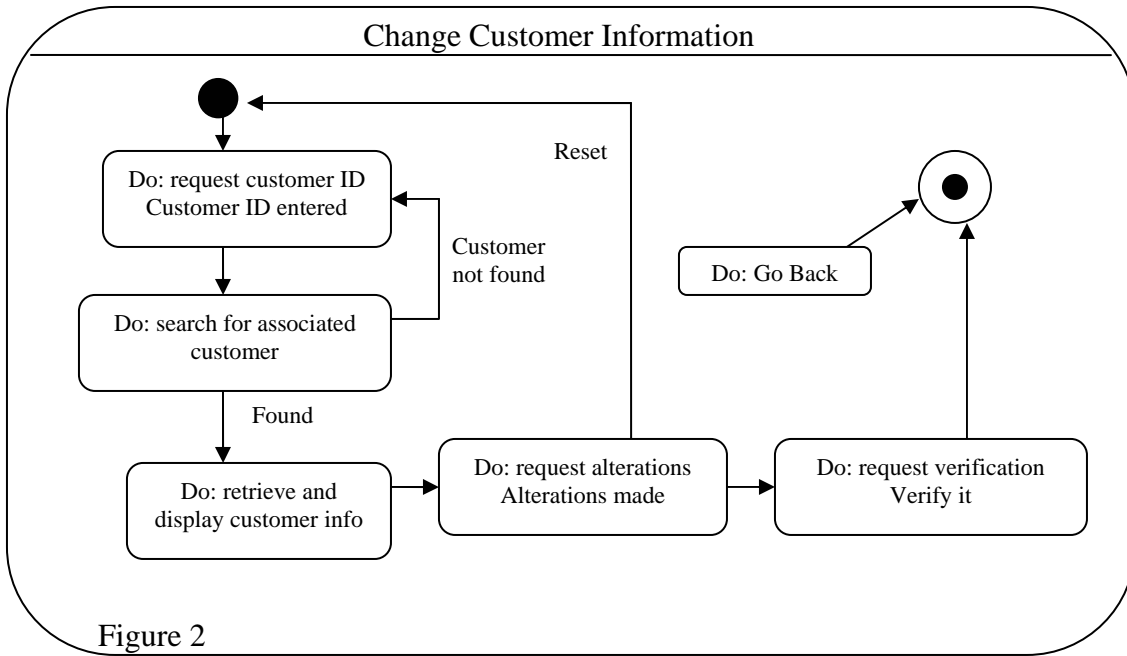 Change Customer Information
Reset
Do: request customer ID
Customer ID entered
Customer
not found
Do: Go Back
Do: search for associated
customer
Found
Do: retrieve and
display customer info
Do: request alterations
Alterations made
Do: request verification
Verify it
Figure 2